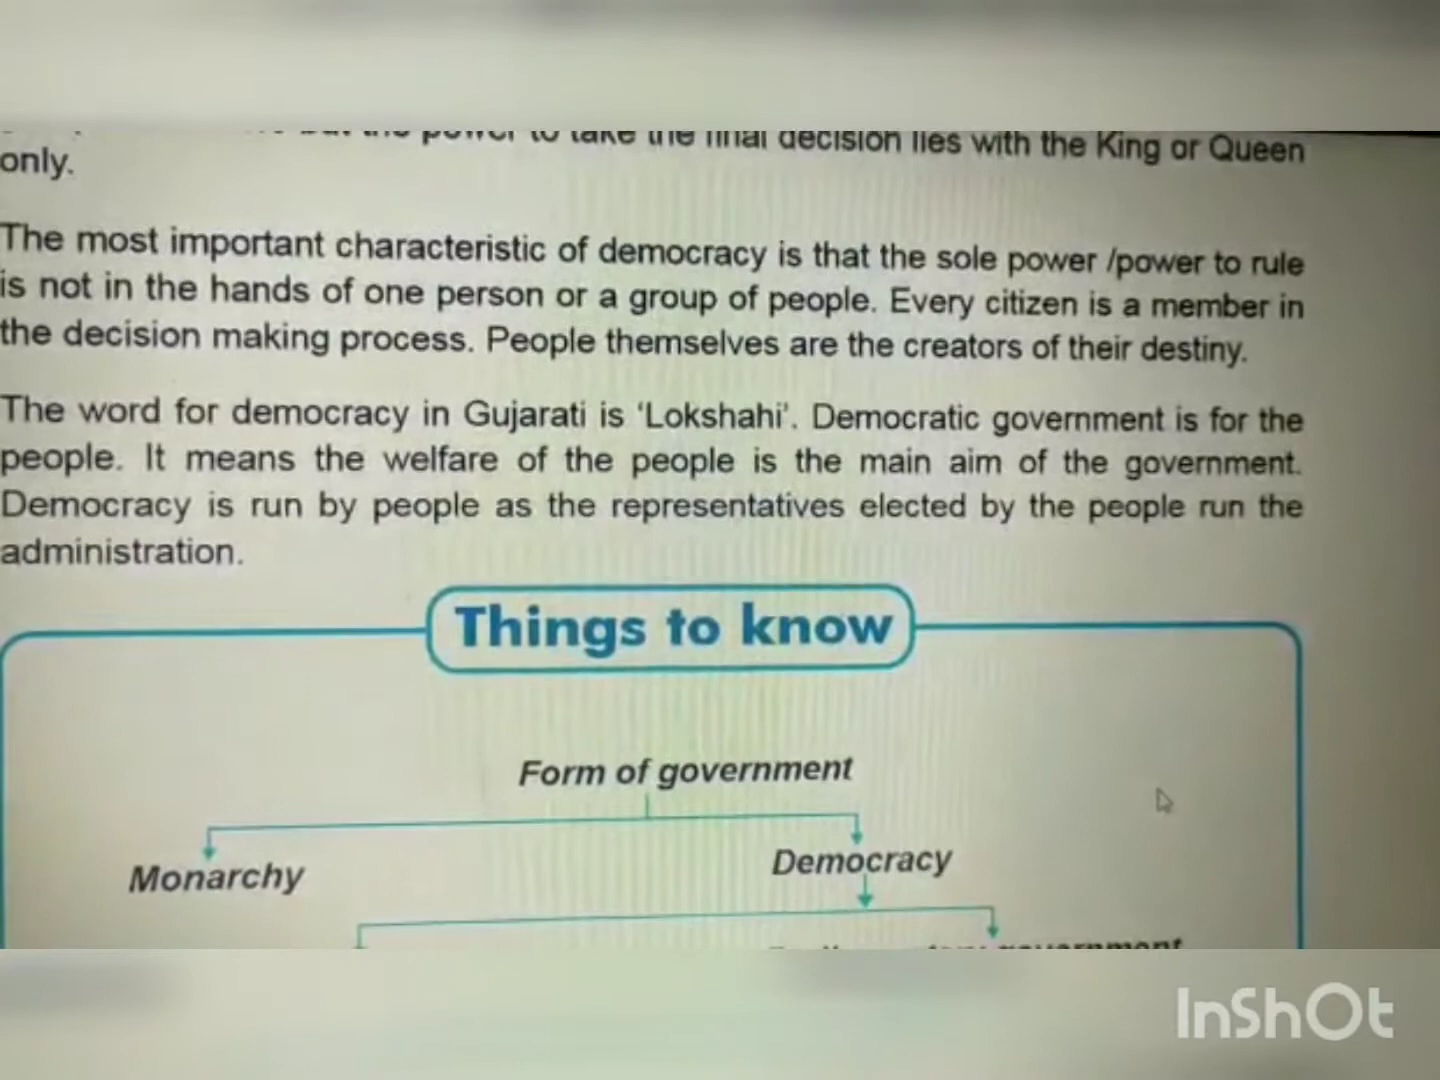 power to take the final decision lies with the King or Queen
only.
The most important characteristic of democracy is that the sole power /power to rule
is not in the hands of one person or a group of people. Every citizen is a member in
the decision making process. People themselves are the creators of their destiny.
The word for democracy in Gujarati is ‘Lokshahi’. Democratic government is for the
people. It means the welfare of the people is the main aim of the government.
Democracy is run by people as the representatives elected by the people run the
administration.
Things to know
Form of government
Monarchy
Democracy
government
InShOt